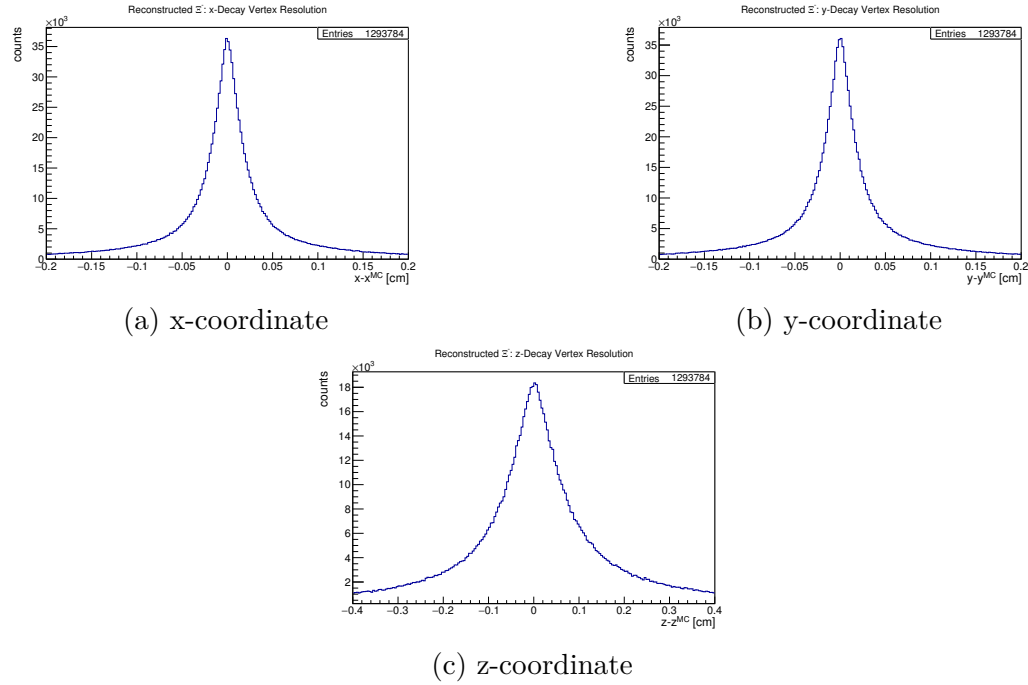 Reconstructed Ξ⁻: x-Decay Vertex Resolution
×10³
Entries 1293784
counts
35
30
25
20
15
10
5
0
−0.2 −0.15 −0.1 −0.05 0 0.05 0.1 0.15 0.2
x-x^MC [cm]
(a) x-coordinate
Reconstructed Ξ⁻: y-Decay Vertex Resolution
×10³
Entries 1293784
counts
35
30
25
20
15
10
5
0
−0.2 −0.15 −0.1 −0.05 0 0.05 0.1 0.15 0.2
y-y^MC [cm]
(b) y-coordinate
Reconstructed Ξ⁻: z-Decay Vertex Resolution
×10³
Entries 1293784
counts
18
16
14
12
10
8
6
4
2
−0.4 −0.3 −0.2 −0.1 0 0.1 0.2 0.3 0.4
z-z^MC [cm]
(c) z-coordinate